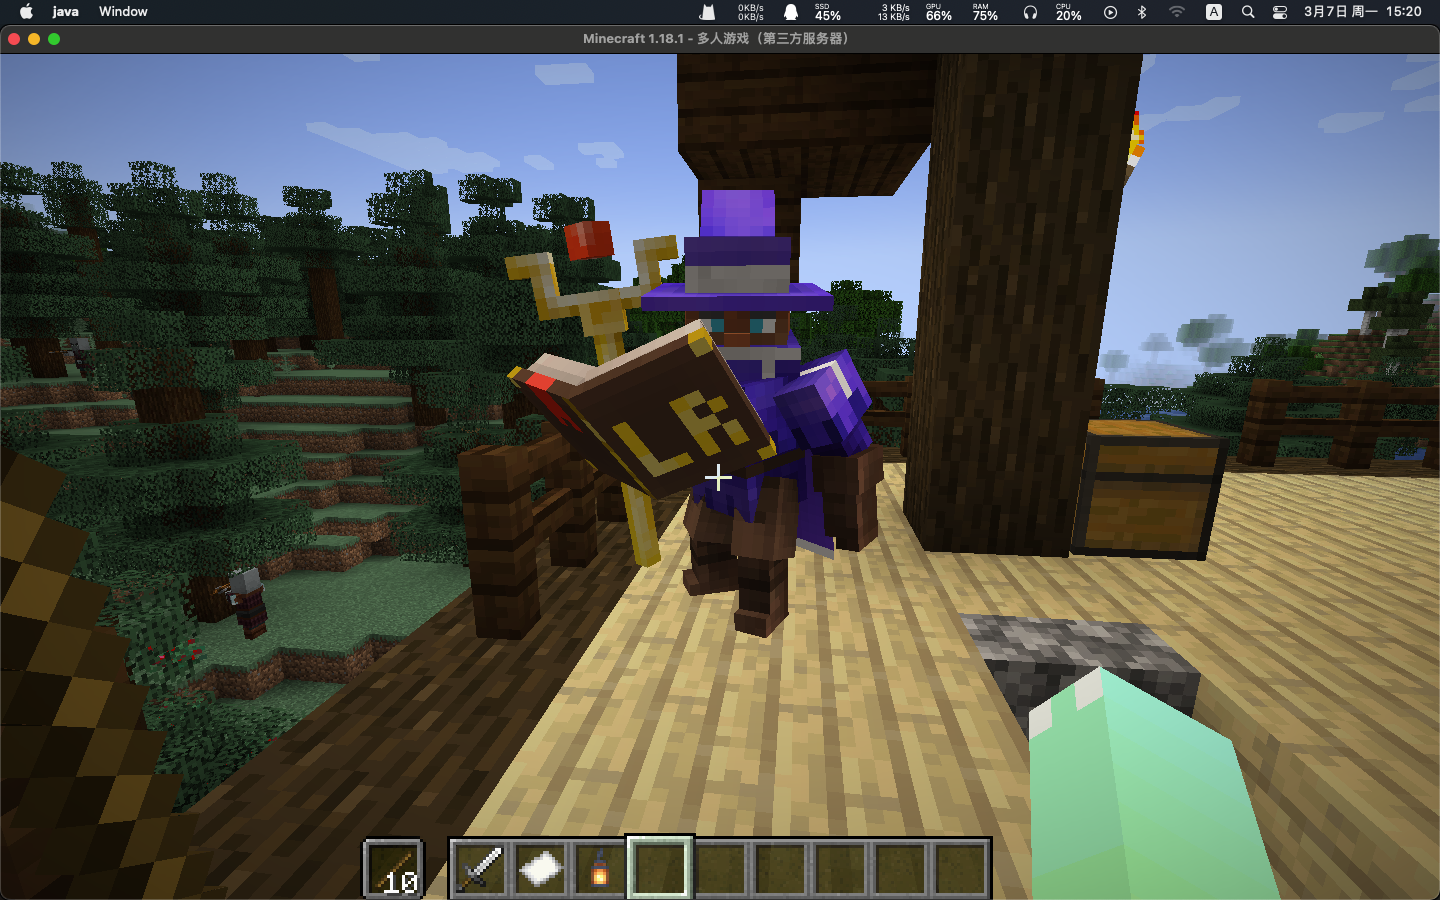 java Window
0KB/s
0KB/s
SSD
45%
3 KB/s
13 KB/s
GPU
66%
RAM
75%
CPU
20%
A
3月7日 周一 15:20
Minecraft 1.18.1 - 多人游戏（第三方服务器）
LR
10